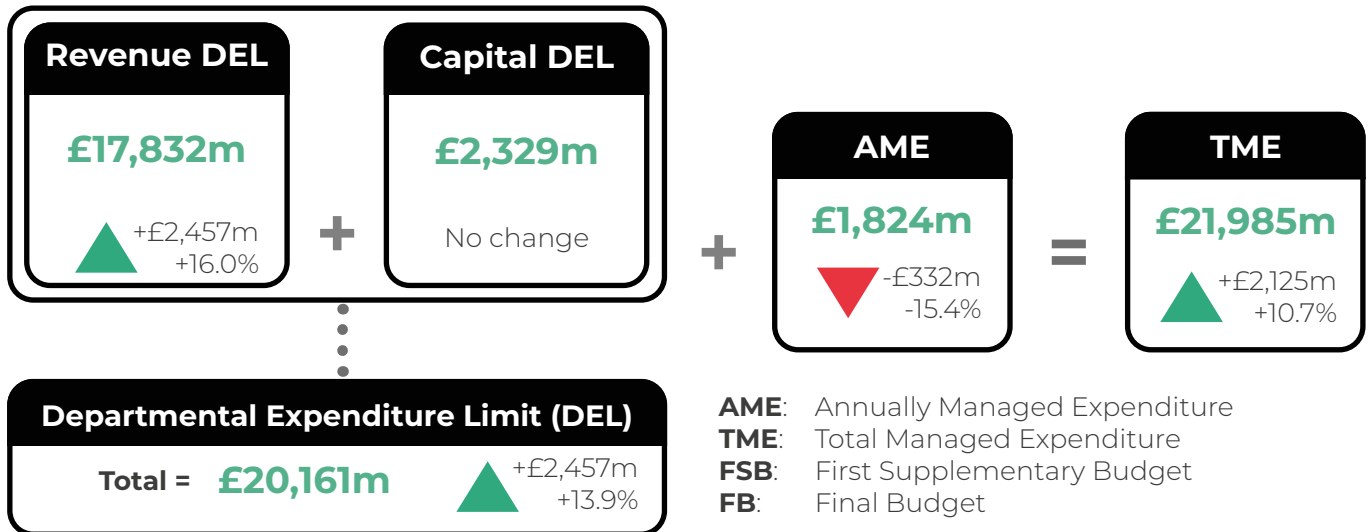 Revenue DEL
£17,832m
+£2,457m
+16.0%
+
Capital DEL
£2,329m
No change
+
AME
£1,824m
-£332m
-15.4%
=
TME
£21,985m
+£2,125m
+10.7%
Departmental Expenditure Limit (DEL)
Total = £20,161m
+£2,457m
+13.9%
AME: Annually Managed Expenditure
TME: Total Managed Expenditure
FSB: First Supplementary Budget
FB: Final Budget